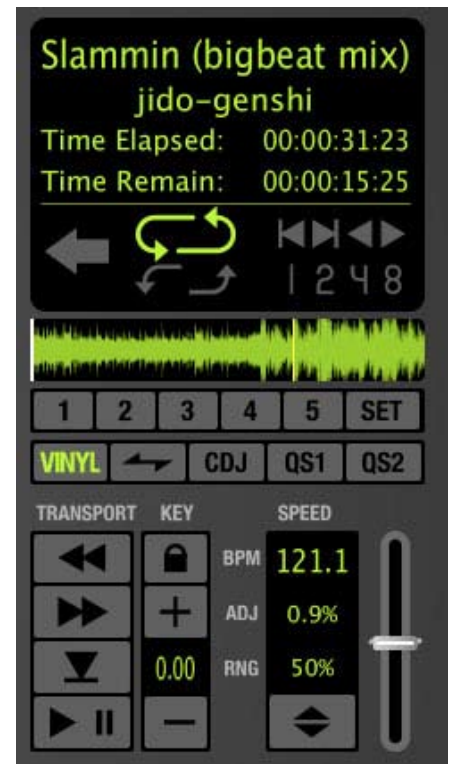 Slammin (bigbeat mix)
jido-genshi
Time Elapsed: 00:00:31:23
Time Remain: 00:00:15:25
1 2 4 8
1 2 3 4 5 SET
VINYL CDJ QS1 QS2
TRANSPORT KEY SPEED
BPM 121.1
ADJ 0.9%
0.00 RNG 50%